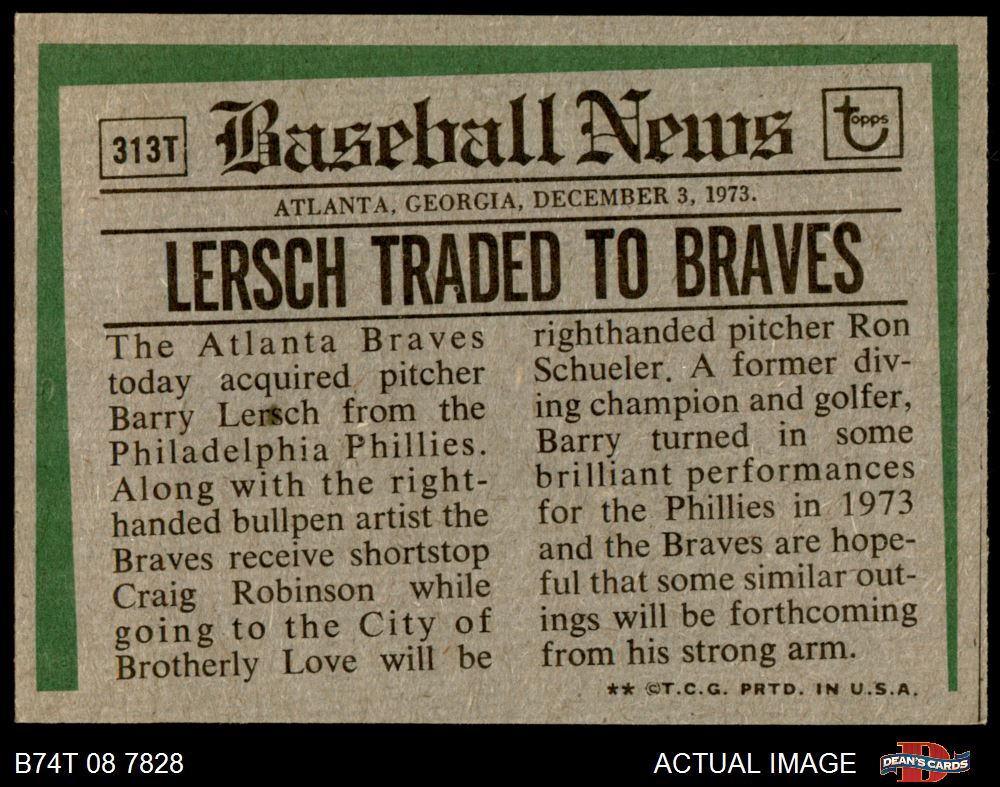 313T
Baseball News
topps
ATLANTA, GEORGIA, DECEMBER 3, 1973.
LERSCH TRADED TO BRAVES
The Atlanta Braves
today acquired pitcher
Barry Lersch from the
Philadelphia Phillies.
Along with the right-
handed bullpen artist the
Braves receive shortstop
Craig Robinson while
going to the City of
Brotherly Love will be
righthanded pitcher Ron
Schueler. A former div-
ing champion and golfer,
Barry turned in some
brilliant performances
for the Phillies in 1973
and the Braves are hope-
ful that some similar out-
ings will be forthcoming
from his strong arm.
** ©T.C.G. PRTD. IN U.S.A.
B74T 08 7828
ACTUAL IMAGE
DEAN'S CARDS